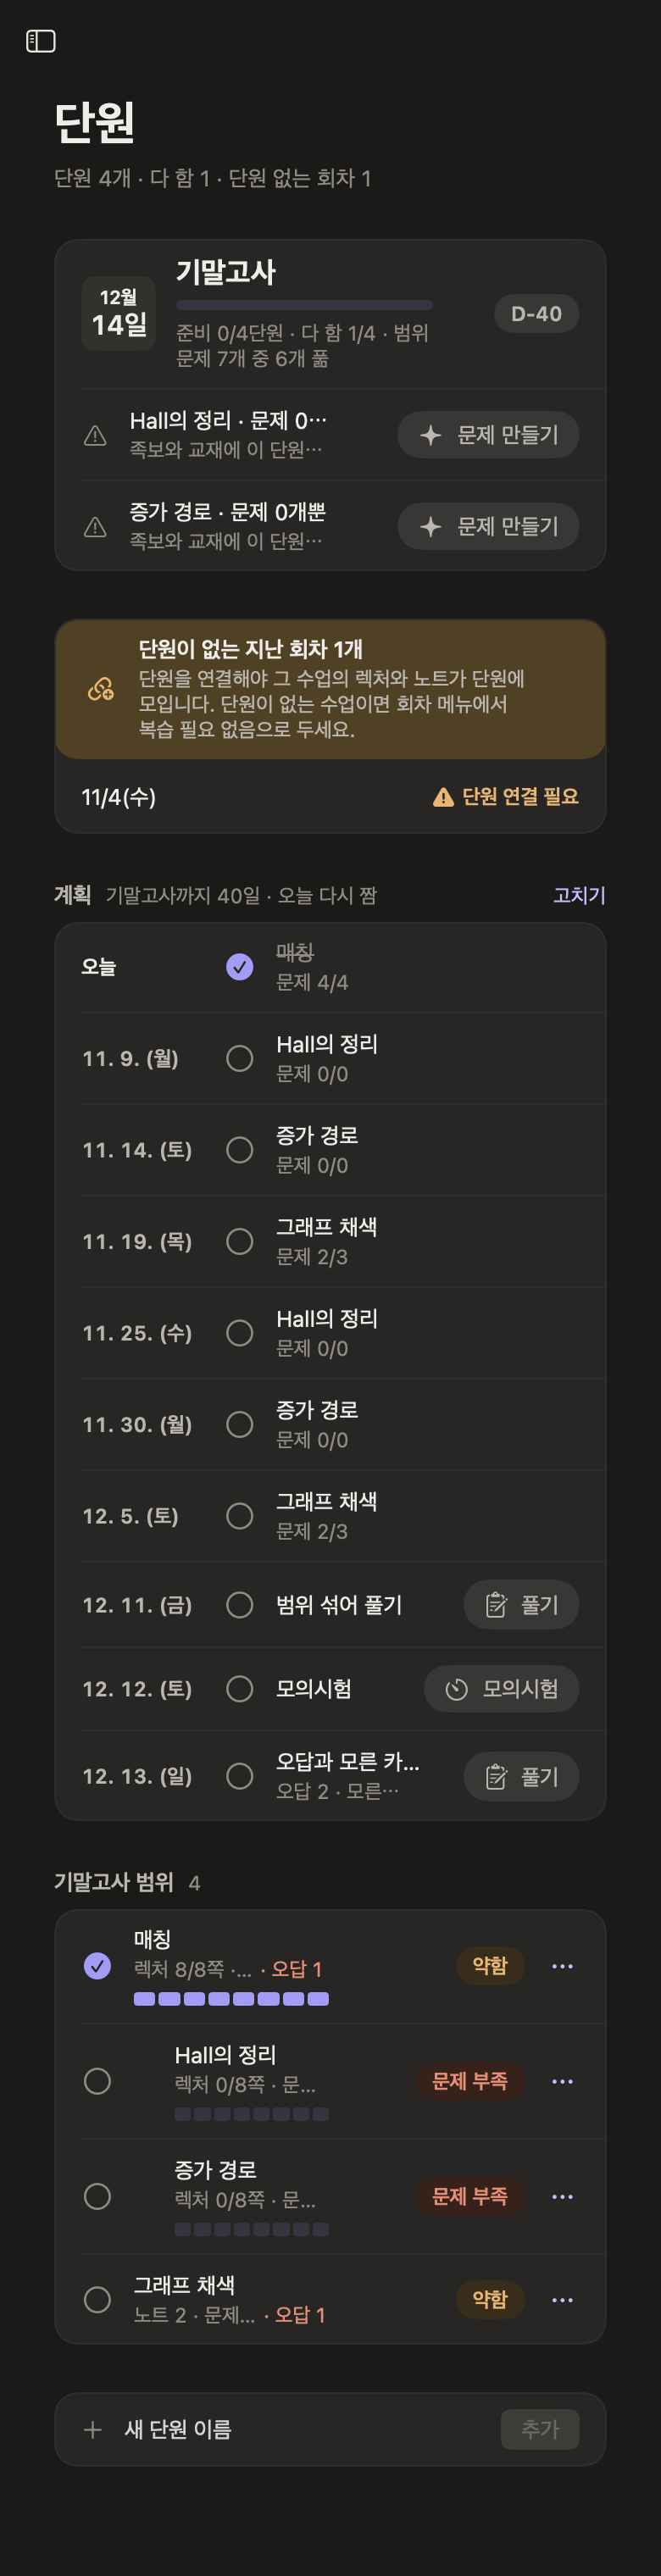 단원
단원 4개 · 다 함 1 · 단원 없는 회차 1
12월
14일
기말고사
준비 0/4단원 · 다 함 1/4 · 범위
문제 7개 중 6개 풂
D-40
Hall의 정리 · 문제 0…
족보와 교재에 이 단원…
문제 만들기
증가 경로 · 문제 0개뿐
족보와 교재에 이 단원…
문제 만들기
단원이 없는 지난 회차 1개
단원을 연결해야 그 수업의 렉처와 노트가 단원에
모입니다. 단원이 없는 수업이면 회차 메뉴에서
복습 필요 없음으로 두세요.
11/4(수)
단원 연결 필요
계획 기말고사까지 40일 · 오늘 다시 짬
고치기
오늘
매칭
문제 4/4
11. 9. (월)
Hall의 정리
문제 0/0
11. 14. (토)
증가 경로
문제 0/0
11. 19. (목)
그래프 채색
문제 2/3
11. 25. (수)
Hall의 정리
문제 0/0
11. 30. (월)
증가 경로
문제 0/0
12. 5. (토)
그래프 채색
문제 2/3
12. 11. (금)
범위 섞어 풀기
풀기
12. 12. (토)
모의시험
모의시험
12. 13. (일)
오답과 모른 카…
오답 2 · 모른…
풀기
기말고사 범위 4
매칭
렉처 8/8쪽 ·… · 오답 1
약함
Hall의 정리
렉처 0/8쪽 · 문…
문제 부족
증가 경로
렉처 0/8쪽 · 문…
문제 부족
그래프 채색
노트 2 · 문제… · 오답 1
약함
새 단원 이름
추가